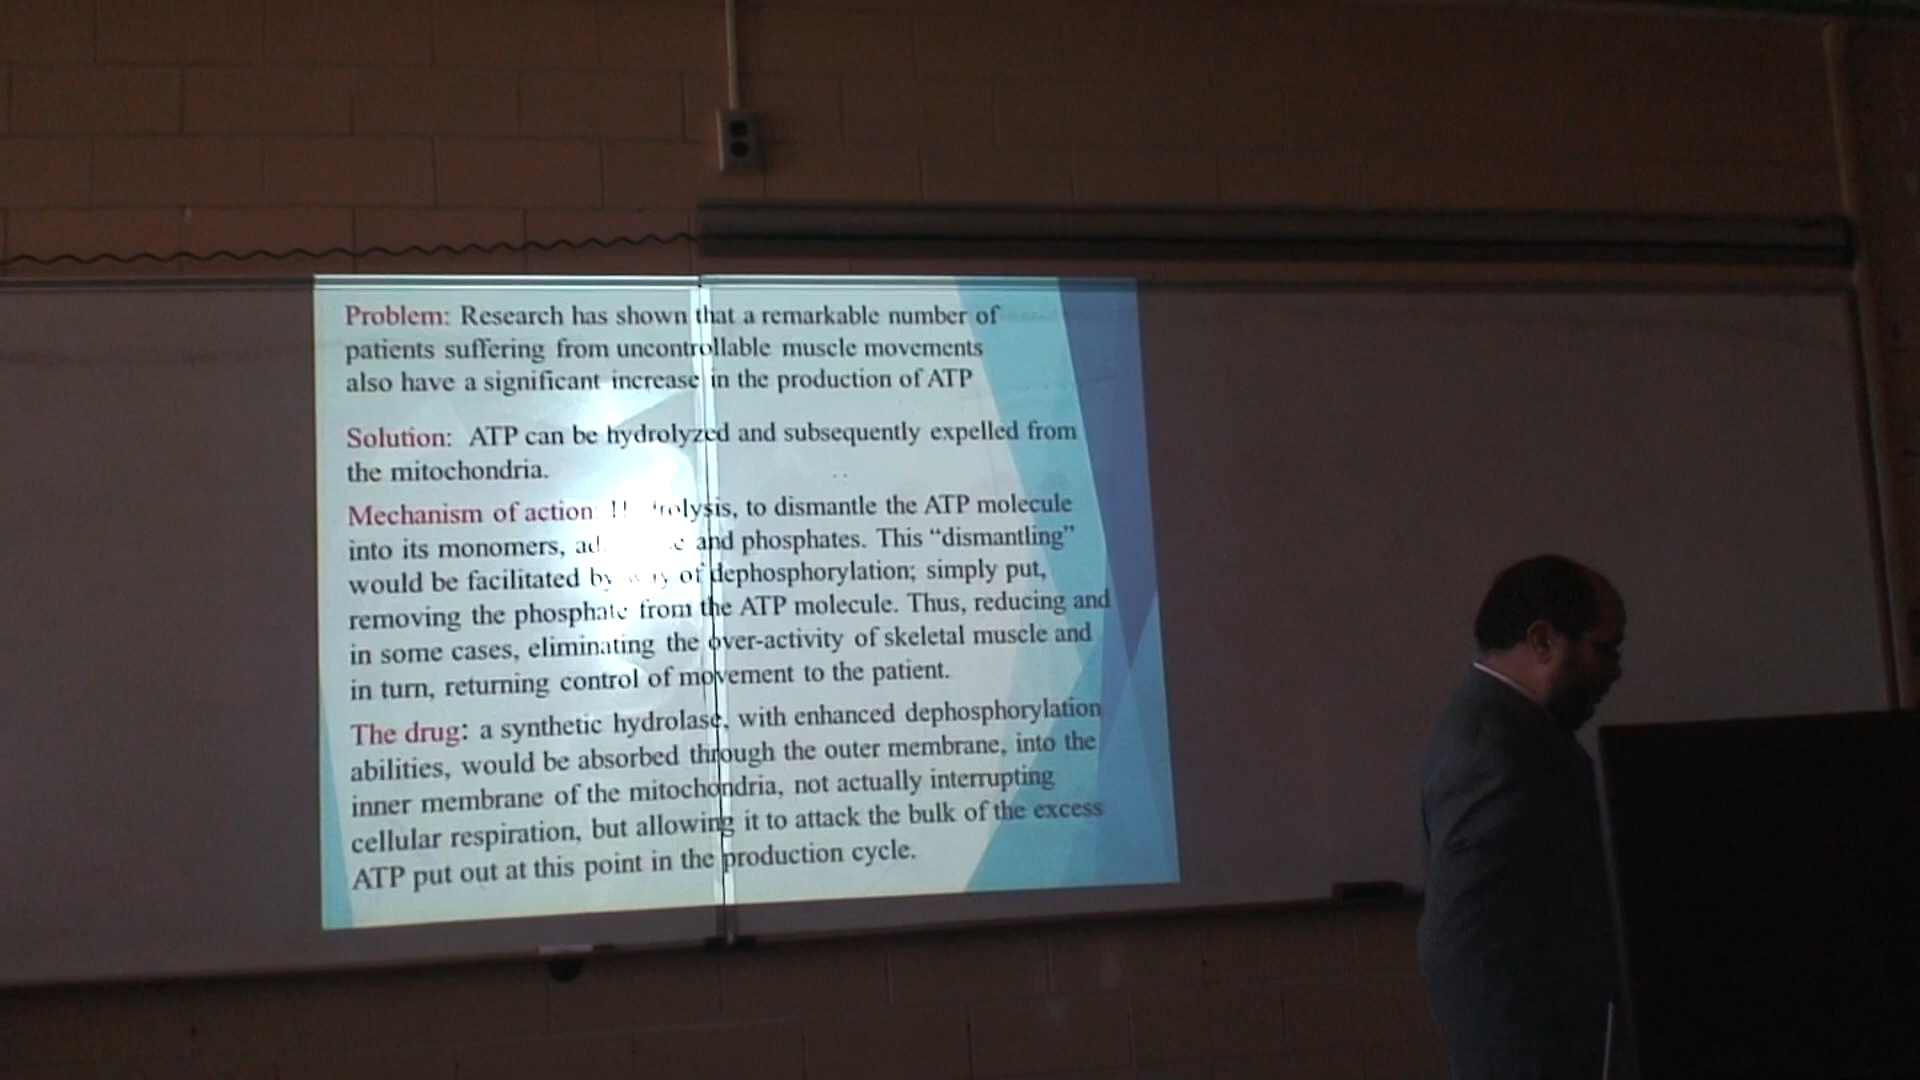 Problem: Research has shown that a remarkable number of
patients suffering from uncontrollable muscle movements
also have a significant increase in the production of ATP
Solution: ATP can be hydrolyzed and subsequently expelled from
the mitochondria.
Mechanism of action: to dismantle the ATP molecule
into its monomers, and phosphates. This “dismantling”
would be facilitated by way of dephosphorylation; simply put,
removing the phosphate from the ATP molecule. Thus, reducing and
in some cases, eliminating the over-activity of skeletal muscle and
in turn, returning control of movement to the patient.
The drug: a synthetic hydrolase, with enhanced dephosphorylation
abilities, would be absorbed through the outer membrane, into the
inner membrane of the mitochondria, not actually interrupting
cellular respiration, but allowing it to attack the bulk of the excess
ATP put out at this point in the production cycle.